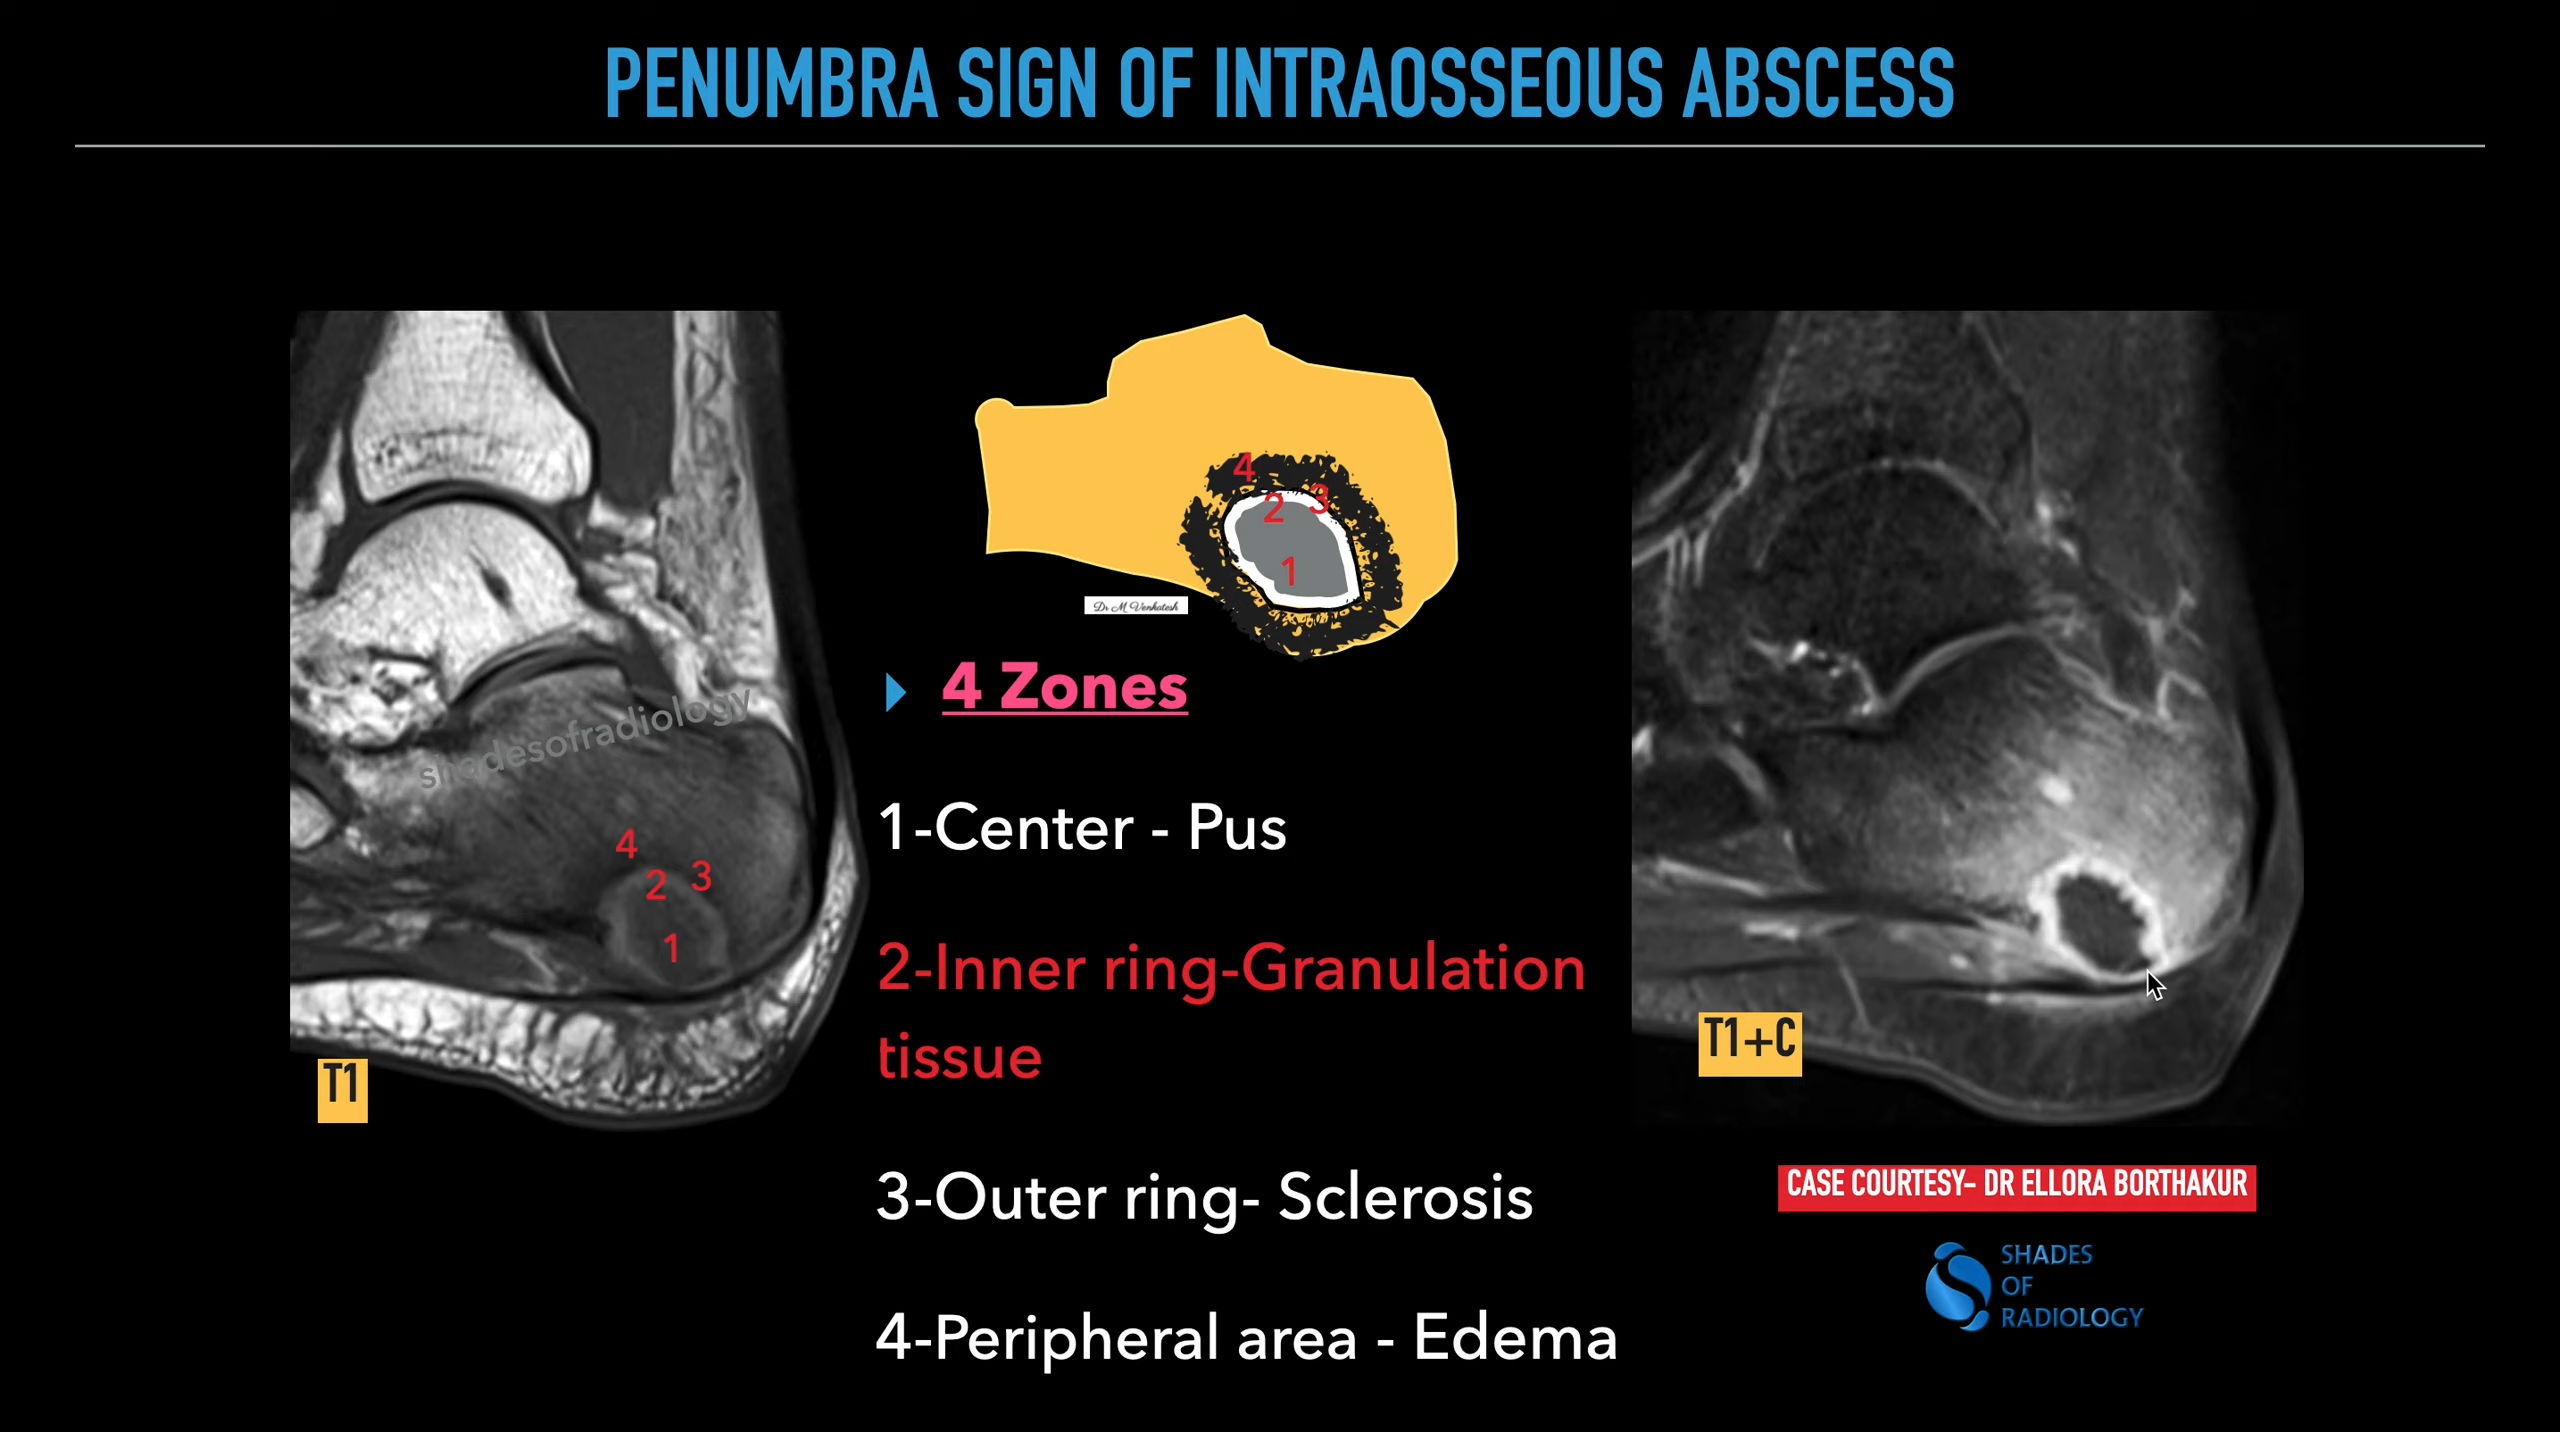 PENUMBRA SIGN OF INTRAOSSEOUS ABSCESS
4
2
3
1
Dr M Venkatesh
shadesofradiology
4
2
3
1
T1
4 Zones
1-Center - Pus
2-Inner ring-Granulation
tissue
3-Outer ring- Sclerosis
4-Peripheral area - Edema
T1+C
CASE COURTESY- DR ELLORA BORTHAKUR
SHADES
OF
RADIOLOGY